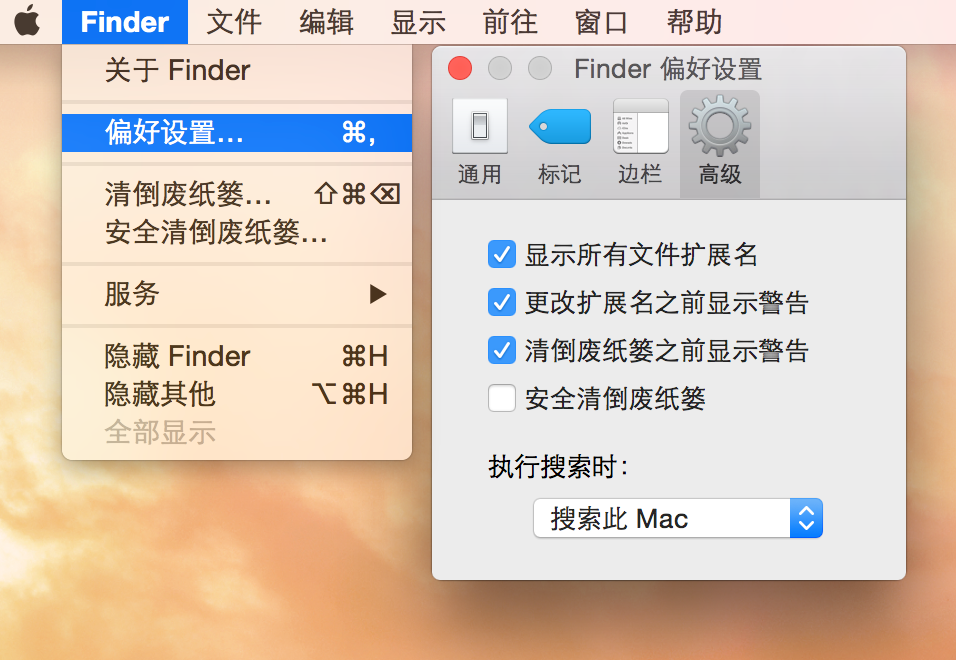 Finder 文件 编辑 显示 前往 窗口 帮助
关于 Finder
偏好设置... ⌘,
清倒废纸篓... ⇧⌘⌫
安全清倒废纸篓...
服务 ▶
隐藏 Finder ⌘H
隐藏其他 ⌥⌘H
全部显示
Finder 偏好设置
通用 标记 边栏 高级
显示所有文件扩展名
更改扩展名之前显示警告
清倒废纸篓之前显示警告
安全清倒废纸篓
执行搜索时：
搜索此 Mac